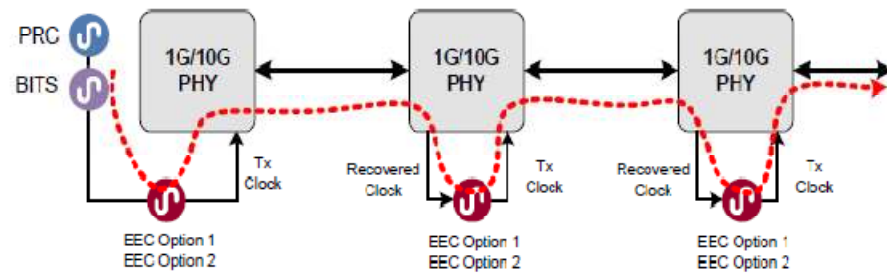 PRC
BITS
1G/10G
PHY
1G/10G
PHY
1G/10G
PHY
Tx
Clock
Recovered
Clock
Tx
Clock
Recovered
Clock
Tx
Clock
EEC Option 1
EEC Option 2
EEC Option 1
EEC Option 2
EEC Option 1
EEC Option 2